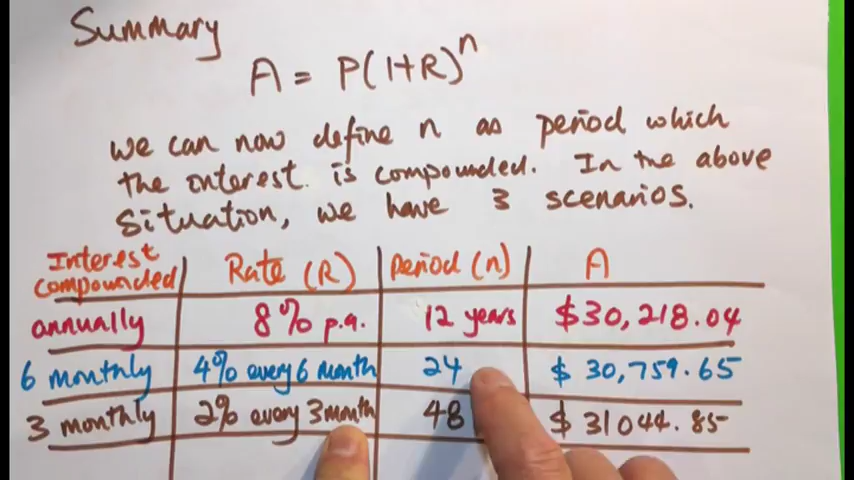 Summary
A = P(1+R)^n
we can now define n as period which
the interest. is compounded. In the above
situation, we have 3 scenarios.
Interest compounded Rate (R) Period (n) A
annually 8% p.a. 12 years $30,218.04
6 monthly 4% every 6 month 24 $ 30,759.65
3 monthly 2% every 3month 48 $ 31044.85